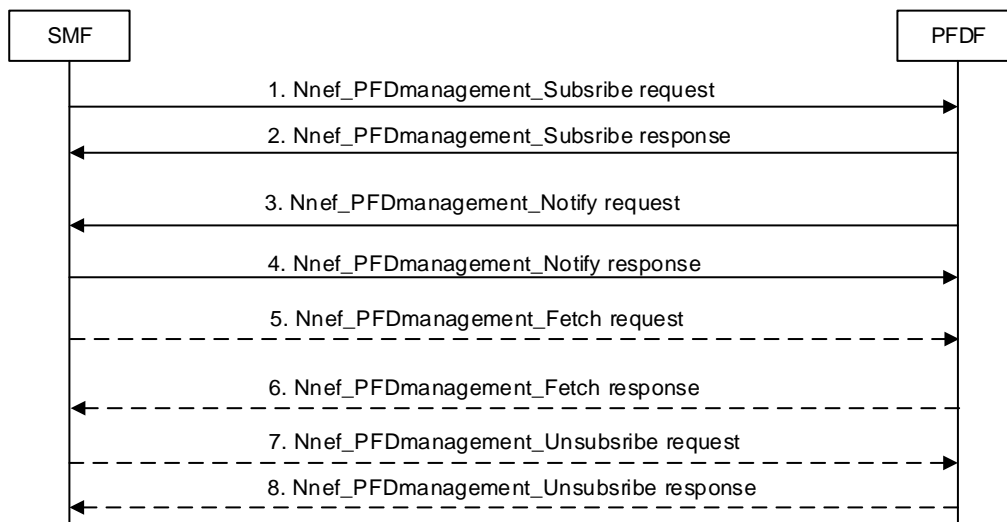 SMF
PFDF
1. Nnef_PFDmanagement_Subsribe request
2. Nnef_PFDmanagement_Subsribe response
3. Nnef_PFDmanagement_Notify request
4. Nnef_PFDmanagement_Notify response
5. Nnef_PFDmanagement_Fetch request
6. Nnef_PFDmanagement_Fetch response
7. Nnef_PFDmanagement_Unsubsribe request
8. Nnef_PFDmanagement_Unsubsribe response